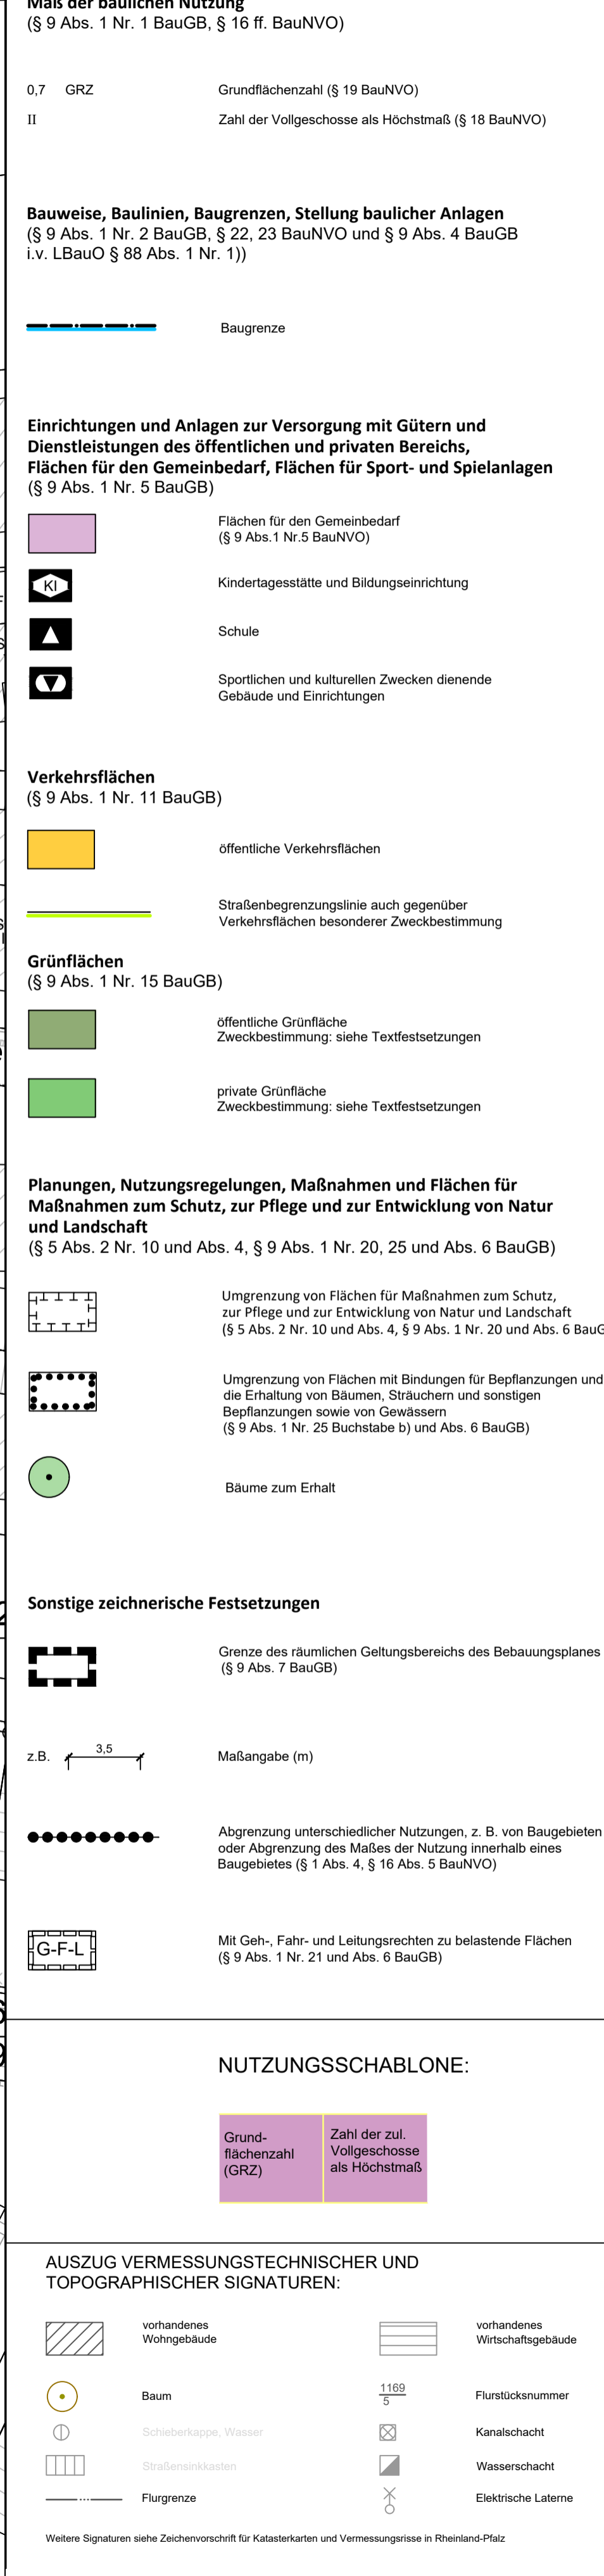 Maß der baulichen Nutzung
(§ 9 Abs. 1 Nr. 1 BauGB, § 16 ff. BauNVO)
0,7 GRZ Grundflächenzahl (§ 19 BauNVO)
II Zahl der Vollgeschosse als Höchstmaß (§ 18 BauNVO)
Bauweise, Baulinien, Baugrenzen, Stellung baulicher Anlagen
(§ 9 Abs. 1 Nr. 2 BauGB, § 22, 23 BauNVO und § 9 Abs. 4 BauGB
i.v. LBauO § 88 Abs. 1 Nr. 1))
Baugrenze
Einrichtungen und Anlagen zur Versorgung mit Gütern und
Dienstleistungen des öffentlichen und privaten Bereichs,
Flächen für den Gemeinbedarf, Flächen für Sport- und Spielanlagen
(§ 9 Abs. 1 Nr. 5 BauGB)
Flächen für den Gemeinbedarf
(§ 9 Abs.1 Nr.5 BauNVO)
KI Kindertagesstätte und Bildungseinrichtung
Schule
Sportlichen und kulturellen Zwecken dienende
Gebäude und Einrichtungen
Verkehrsflächen
(§ 9 Abs. 1 Nr. 11 BauGB)
öffentliche Verkehrsflächen
Straßenbegrenzungslinie auch gegenüber
Verkehrsflächen besonderer Zweckbestimmung
Grünflächen
(§ 9 Abs. 1 Nr. 15 BauGB)
öffentliche Grünfläche
Zweckbestimmung: siehe Textfestsetzungen
private Grünfläche
Zweckbestimmung: siehe Textfestsetzungen
Planungen, Nutzungsregelungen, Maßnahmen und Flächen für
Maßnahmen zum Schutz, zur Pflege und zur Entwicklung von Natur
und Landschaft
(§ 5 Abs. 2 Nr. 10 und Abs. 4, § 9 Abs. 1 Nr. 20, 25 und Abs. 6 BauGB)
Umgrenzung von Flächen für Maßnahmen zum Schutz,
zur Pflege und zur Entwicklung von Natur und Landschaft
(§ 5 Abs. 2 Nr. 10 und Abs. 4, § 9 Abs. 1 Nr. 20 und Abs. 6 BauG
Umgrenzung von Flächen mit Bindungen für Bepflanzungen und
die Erhaltung von Bäumen, Sträuchern und sonstigen
Bepflanzungen sowie von Gewässern
(§ 9 Abs. 1 Nr. 25 Buchstabe b) und Abs. 6 BauGB)
Bäume zum Erhalt
Sonstige zeichnerische Festsetzungen
Grenze des räumlichen Geltungsbereichs des Bebauungsplanes
(§ 9 Abs. 7 BauGB)
z.B. 3,5 Maßangabe (m)
Abgrenzung unterschiedlicher Nutzungen, z. B. von Baugebieten
oder Abgrenzung des Maßes der Nutzung innerhalb eines
Baugebietes (§ 1 Abs. 4, § 16 Abs. 5 BauNVO)
G-F-L Mit Geh-, Fahr- und Leitungsrechten zu belastende Flächen
(§ 9 Abs. 1 Nr. 21 und Abs. 6 BauGB)
NUTZUNGSSCHABLONE:
Grund-
flächenzahl
(GRZ)
Zahl der zul.
Vollgeschosse
als Höchstmaß
AUSZUG VERMESSUNGSTECHNISCHER UND
TOPOGRAPHISCHER SIGNATUREN:
vorhandenes
Wohngebäude
vorhandenes
Wirtschaftsgebäude
Baum
1169
5
Flurstücksnummer
Schieberkappe, Wasser
Kanalschacht
Straßensinkkasten
Wasserschacht
Flurgrenze
Elektrische Laterne
Weitere Signaturen siehe Zeichenvorschrift für Katasterkarten und Vermessungsrisse in Rheinland-Pfalz